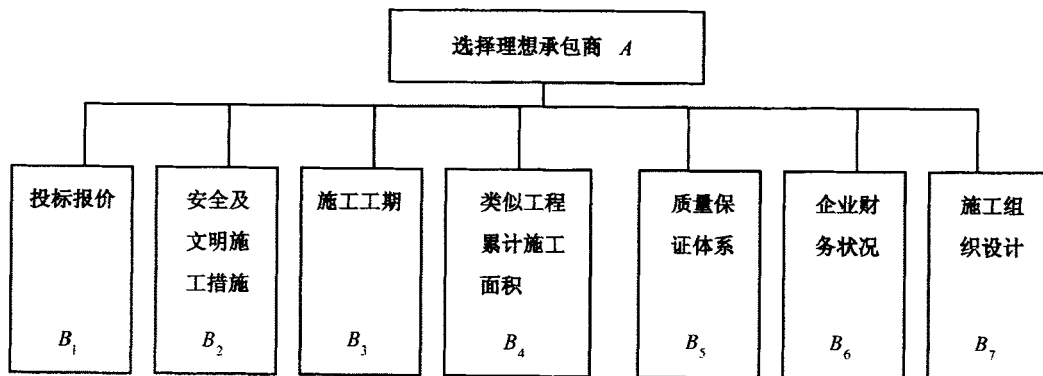 选择理想承包商 A
投标报价
B1
安全及
文明施
工措施
B2
施工工期
B3
类似工程
累计施工
面积
B4
质量保
证体系
B5
企业财
务状况
B6
施工组
织设计
B7